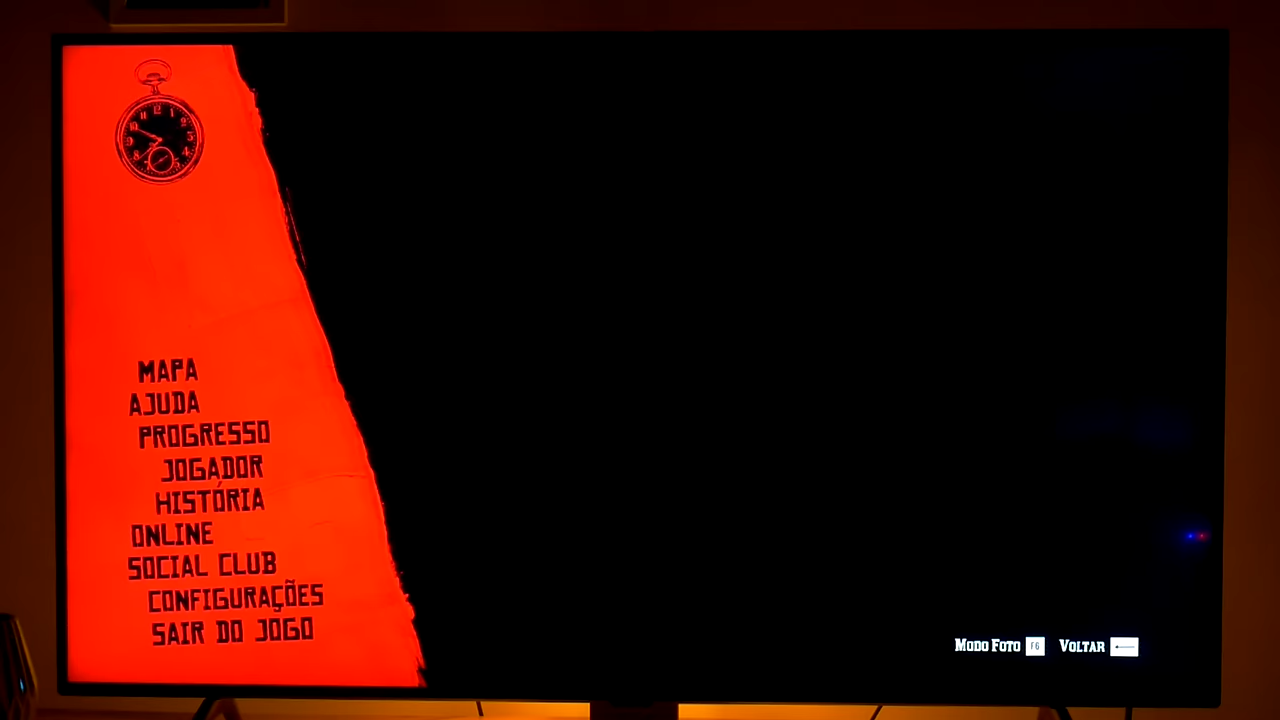 MAPA
AJUDA
PROGRESSO
JOGADOR
HISTÓRIA
ONLINE
SOCIAL CLUB
CONFIGURAÇÕES
SAIR DO JOGO
MODO FOTO F6 VOLTAR